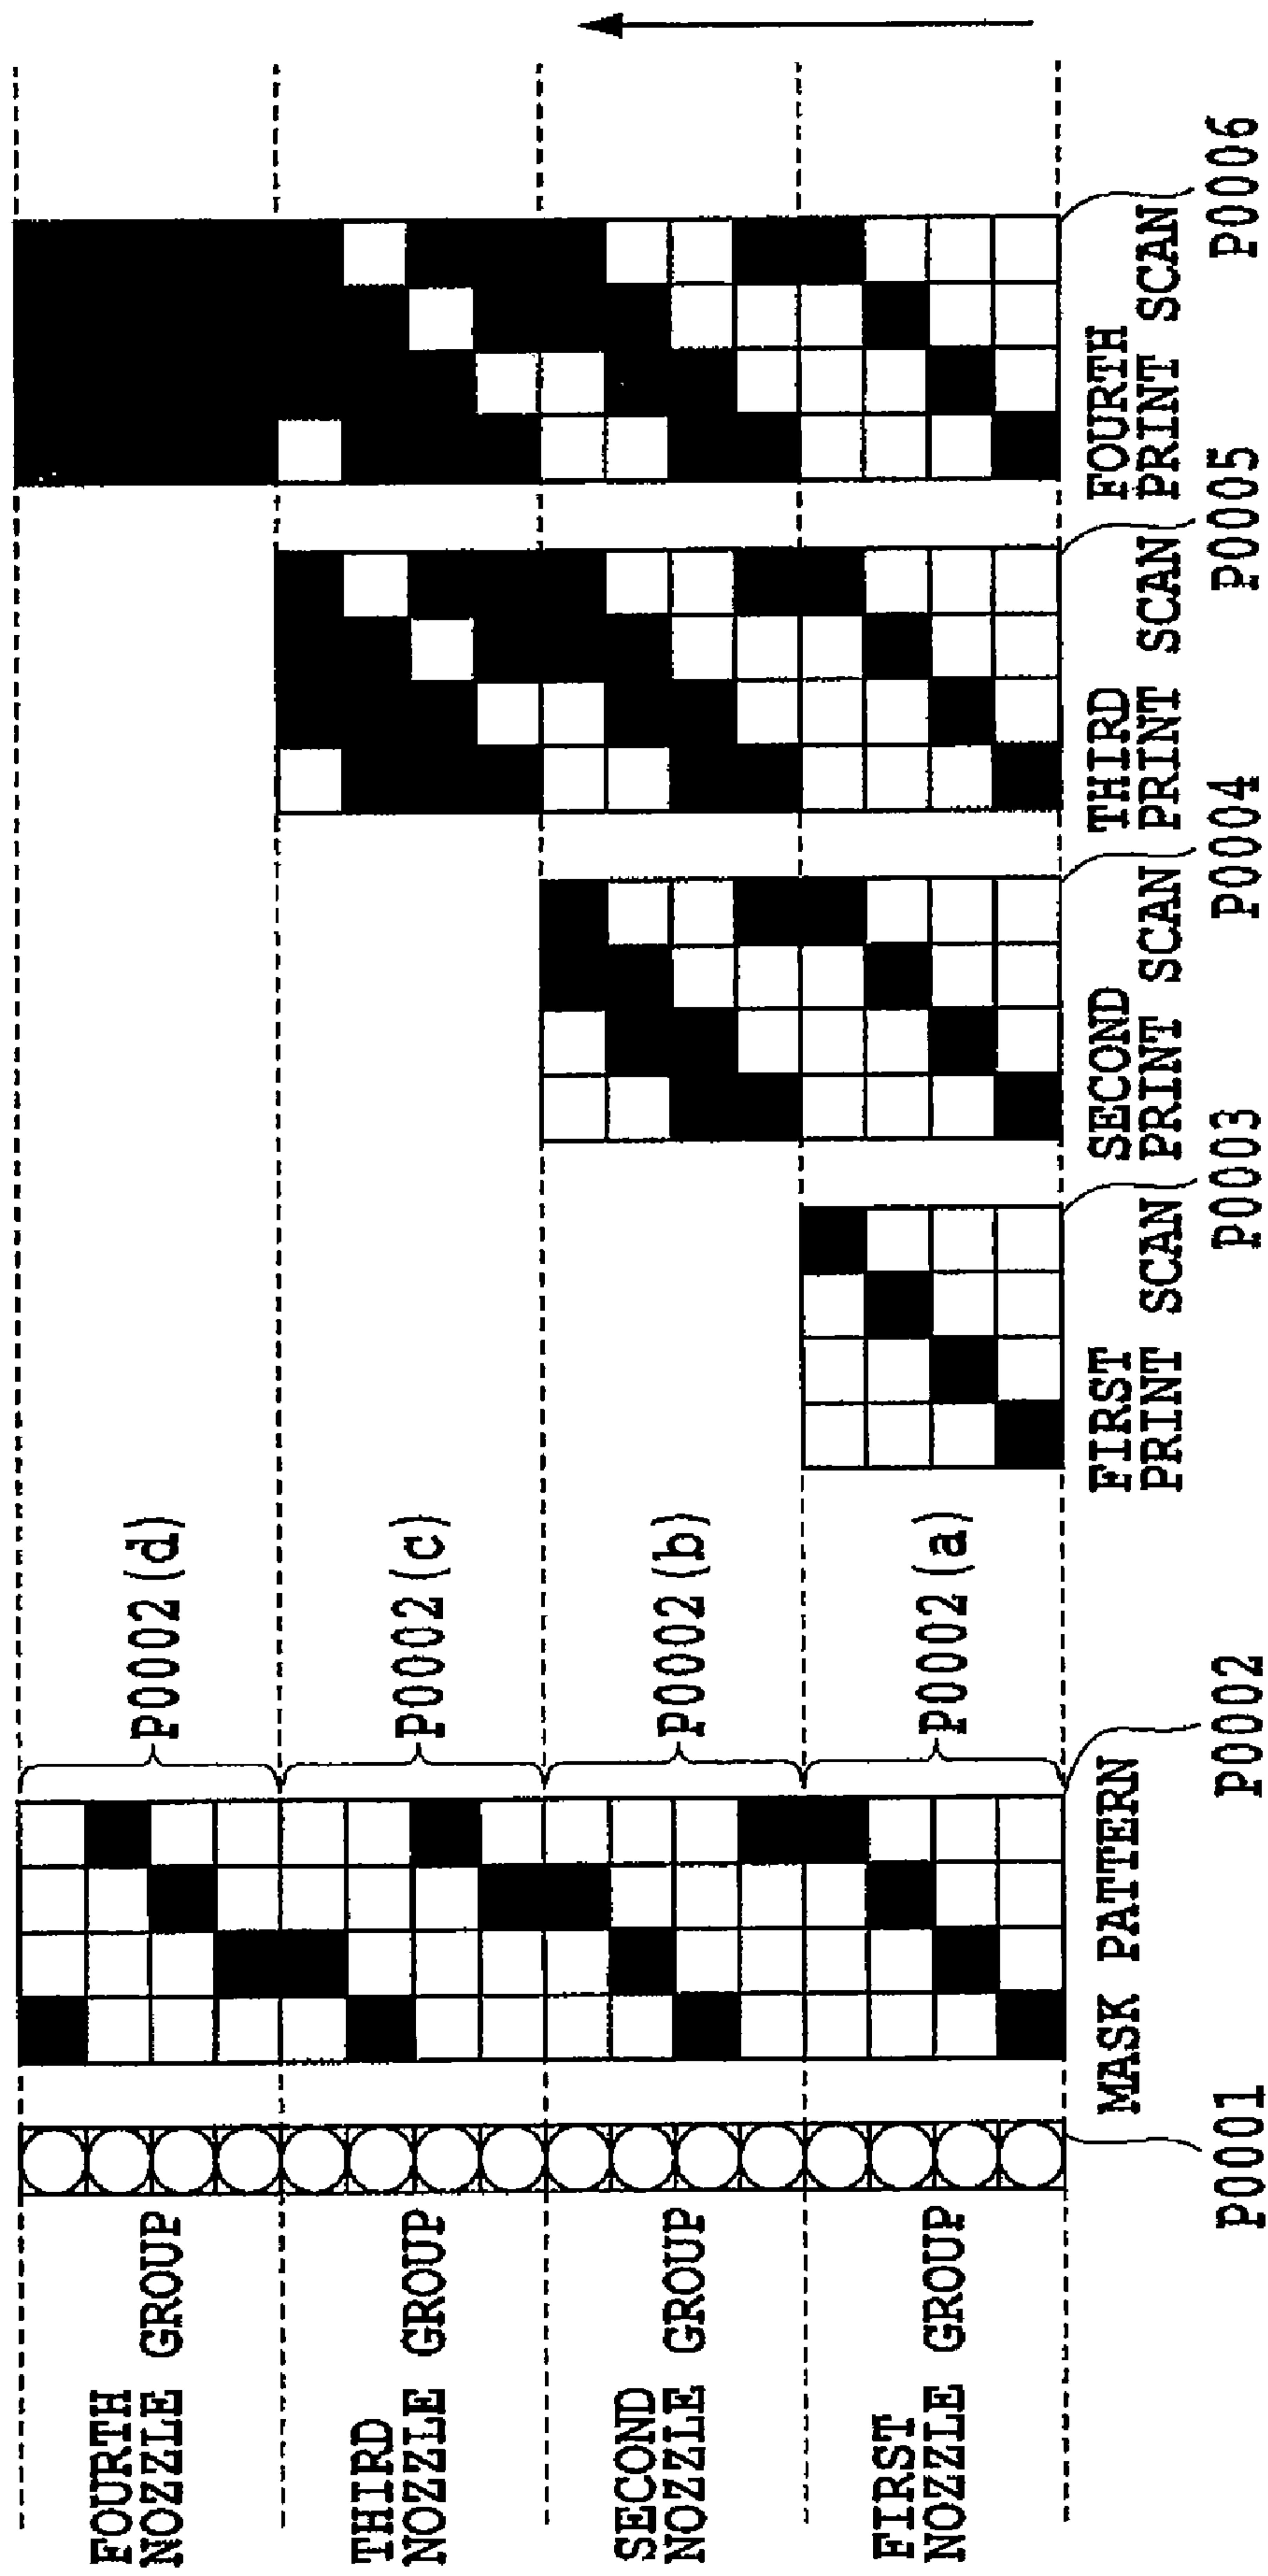 FOURTH
NOZZLE GROUP
THIRD
NOZZLE GROUP
SECOND
NOZZLE GROUP
FIRST
NOZZLE GROUP
P0001
MASK PATTERN
P0002
P0002(d)
P0002(c)
P0002(b)
P0002(a)
FIRST
PRINT SCAN
P0003
SECOND
PRINT SCAN
P0004
THIRD
PRINT SCAN
P0005
FOURTH
PRINT SCAN
P0006